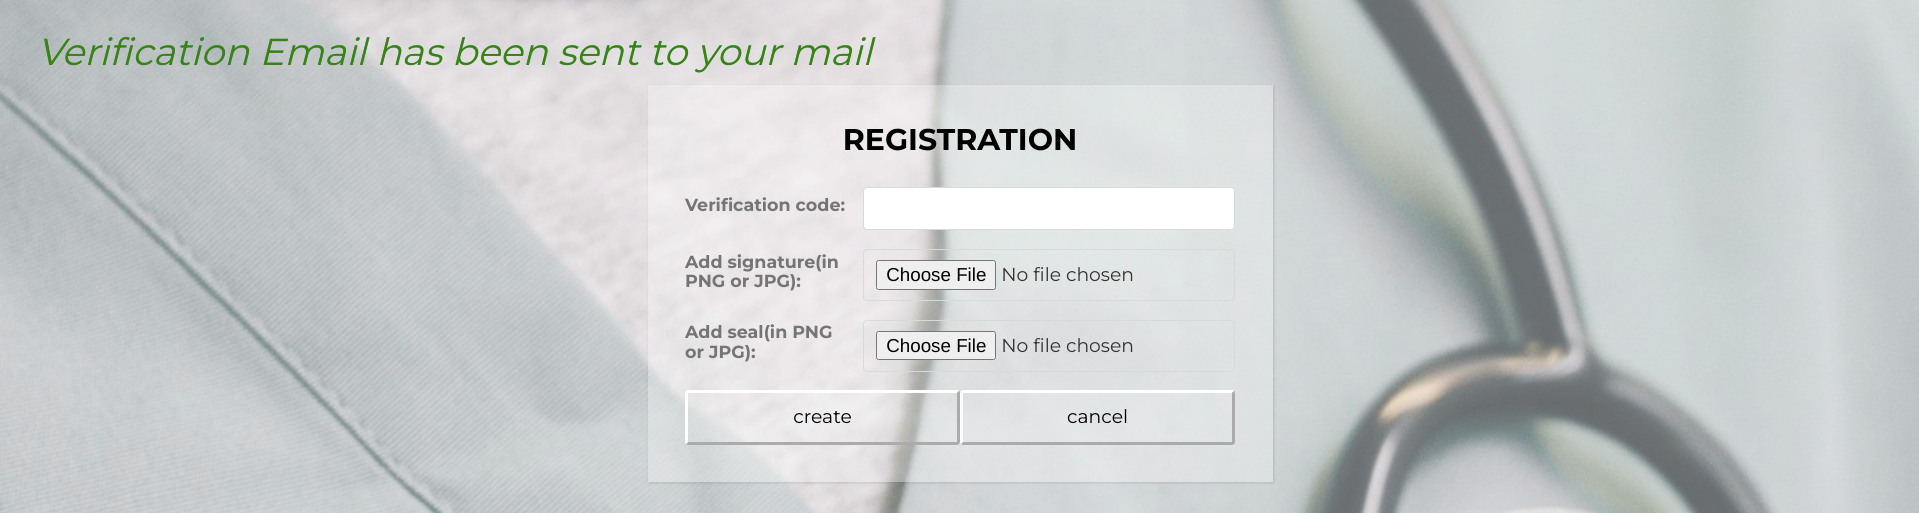 Verification Email has been sent to your mail
REGISTRATION
Verification code:
Add signature(in
PNG or JPG):
Choose File No file chosen
Add seal(in PNG
or JPG):
Choose File No file chosen
create cancel